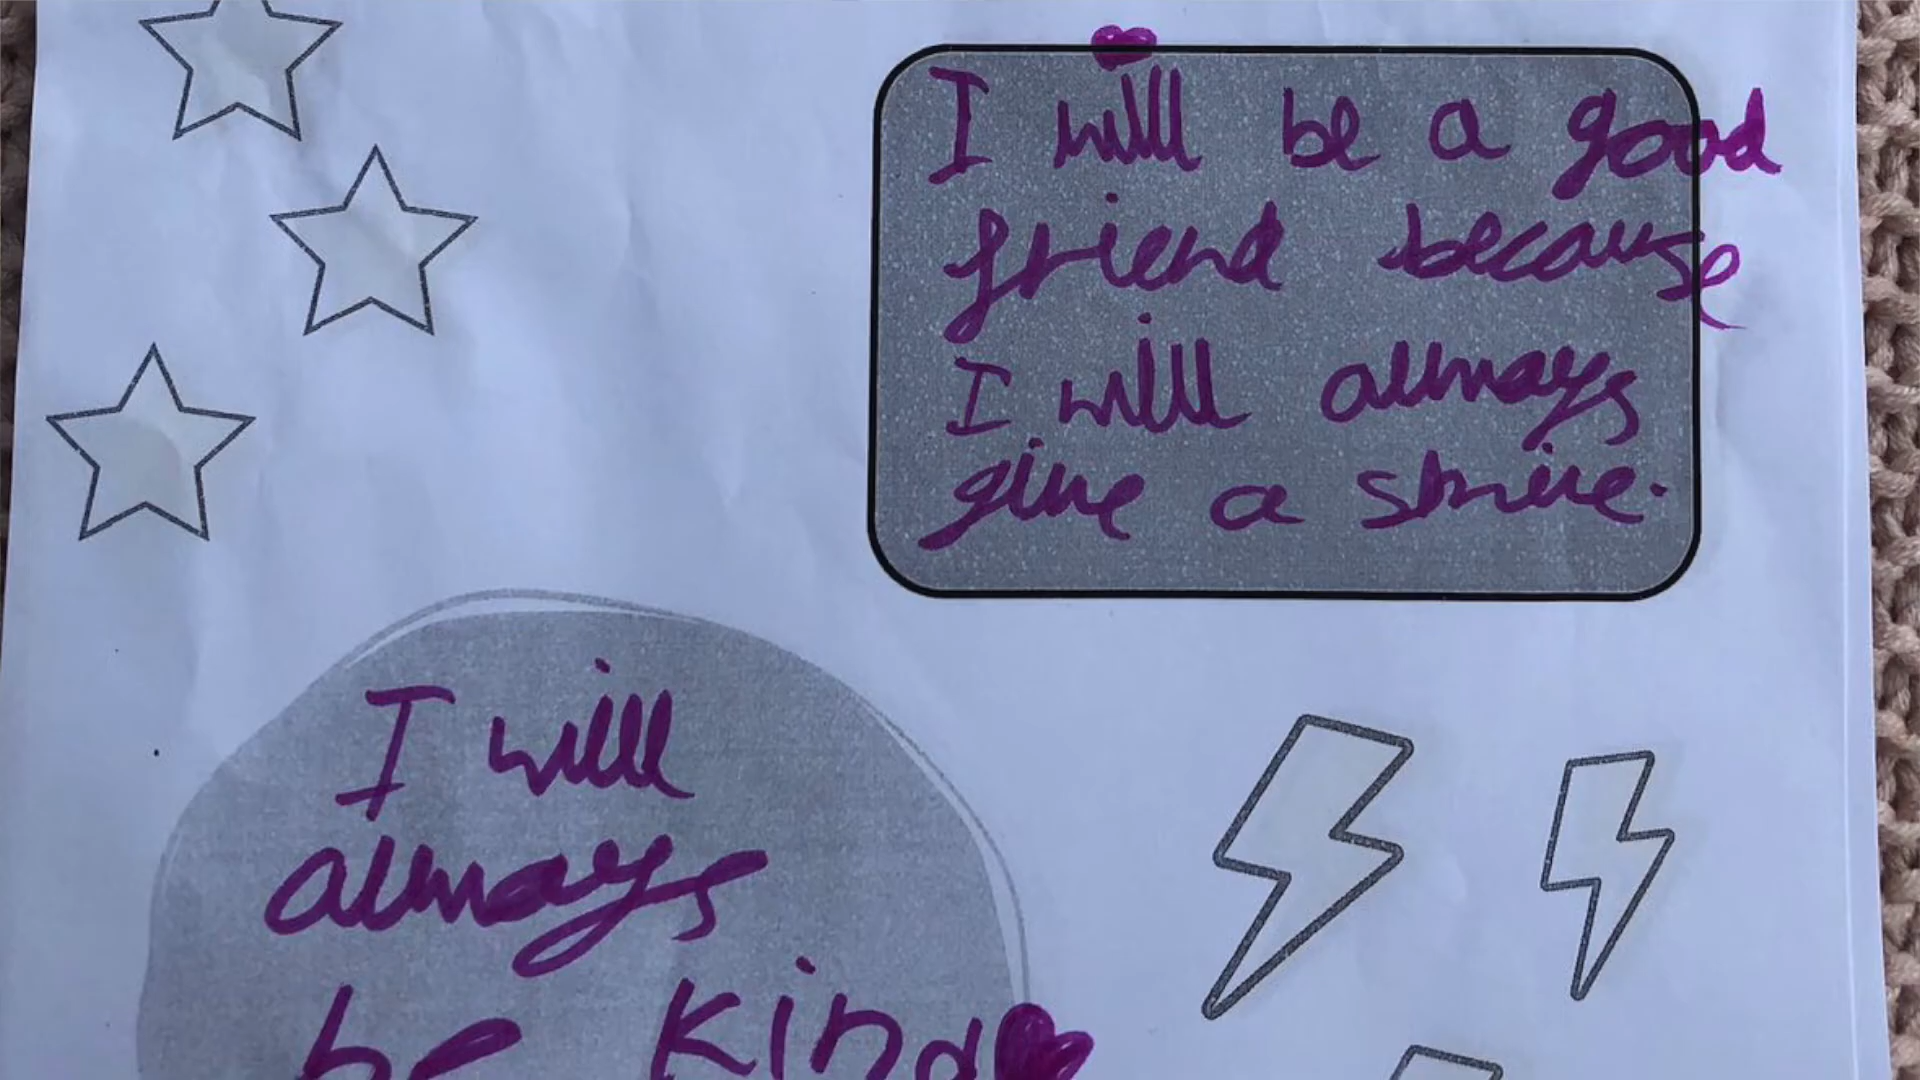 I will be a good
friend because
I will always
give a smile.
I will
always
be kind